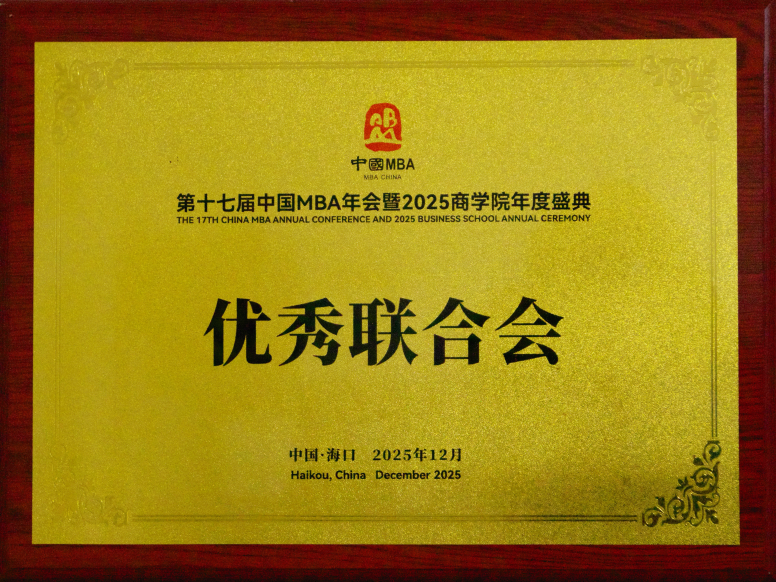 中國MBA
MBA CHINA
第十七届中国MBA年会暨2025商学院年度盛典
THE 17TH CHINA MBA ANNUAL CONFERENCE AND 2025 BUSINESS SCHOOL ANNUAL CEREMONY
优秀联合会
中国·海口 2025年12月
Haikou, China December 2025